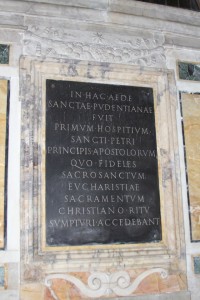 IN HAC AEDE
SANCTAE PVDENTIANAE
FVIT
PRIMVM HOSPITIVM
SANCTI PETRI
PRINCIPIS APOSTOLORVM
QVO FIDELES
SACROSANCTVM
EVCHARISTIAE
SACRAMENTVM
CHRISTIANO RITV
SVMPTVRI ACCEDEBANT